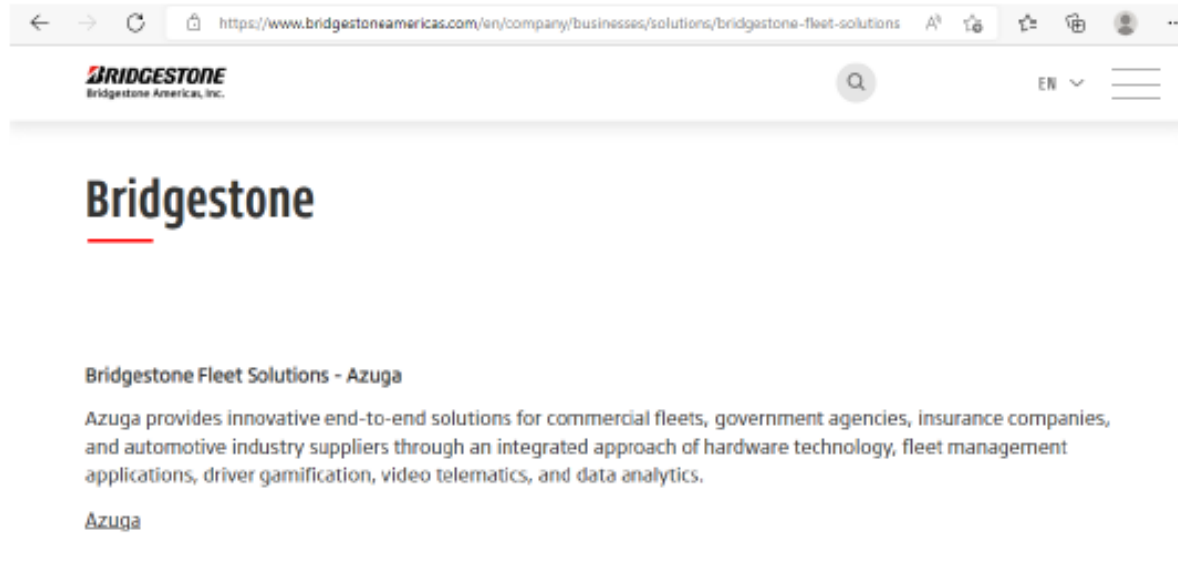 https://www.bridgestoneamericas.com/en/company/businesses/solutions/bridgestone-fleet-solutions
BRIDGESTONE
Bridgestone Americas, Inc.
EN
Bridgestone
Bridgestone Fleet Solutions - Azuga
Azuga provides innovative end-to-end solutions for commercial fleets, government agencies, insurance companies,
and automotive industry suppliers through an integrated approach of hardware technology, fleet management
applications, driver gamification, video telematics, and data analytics.
Azuga